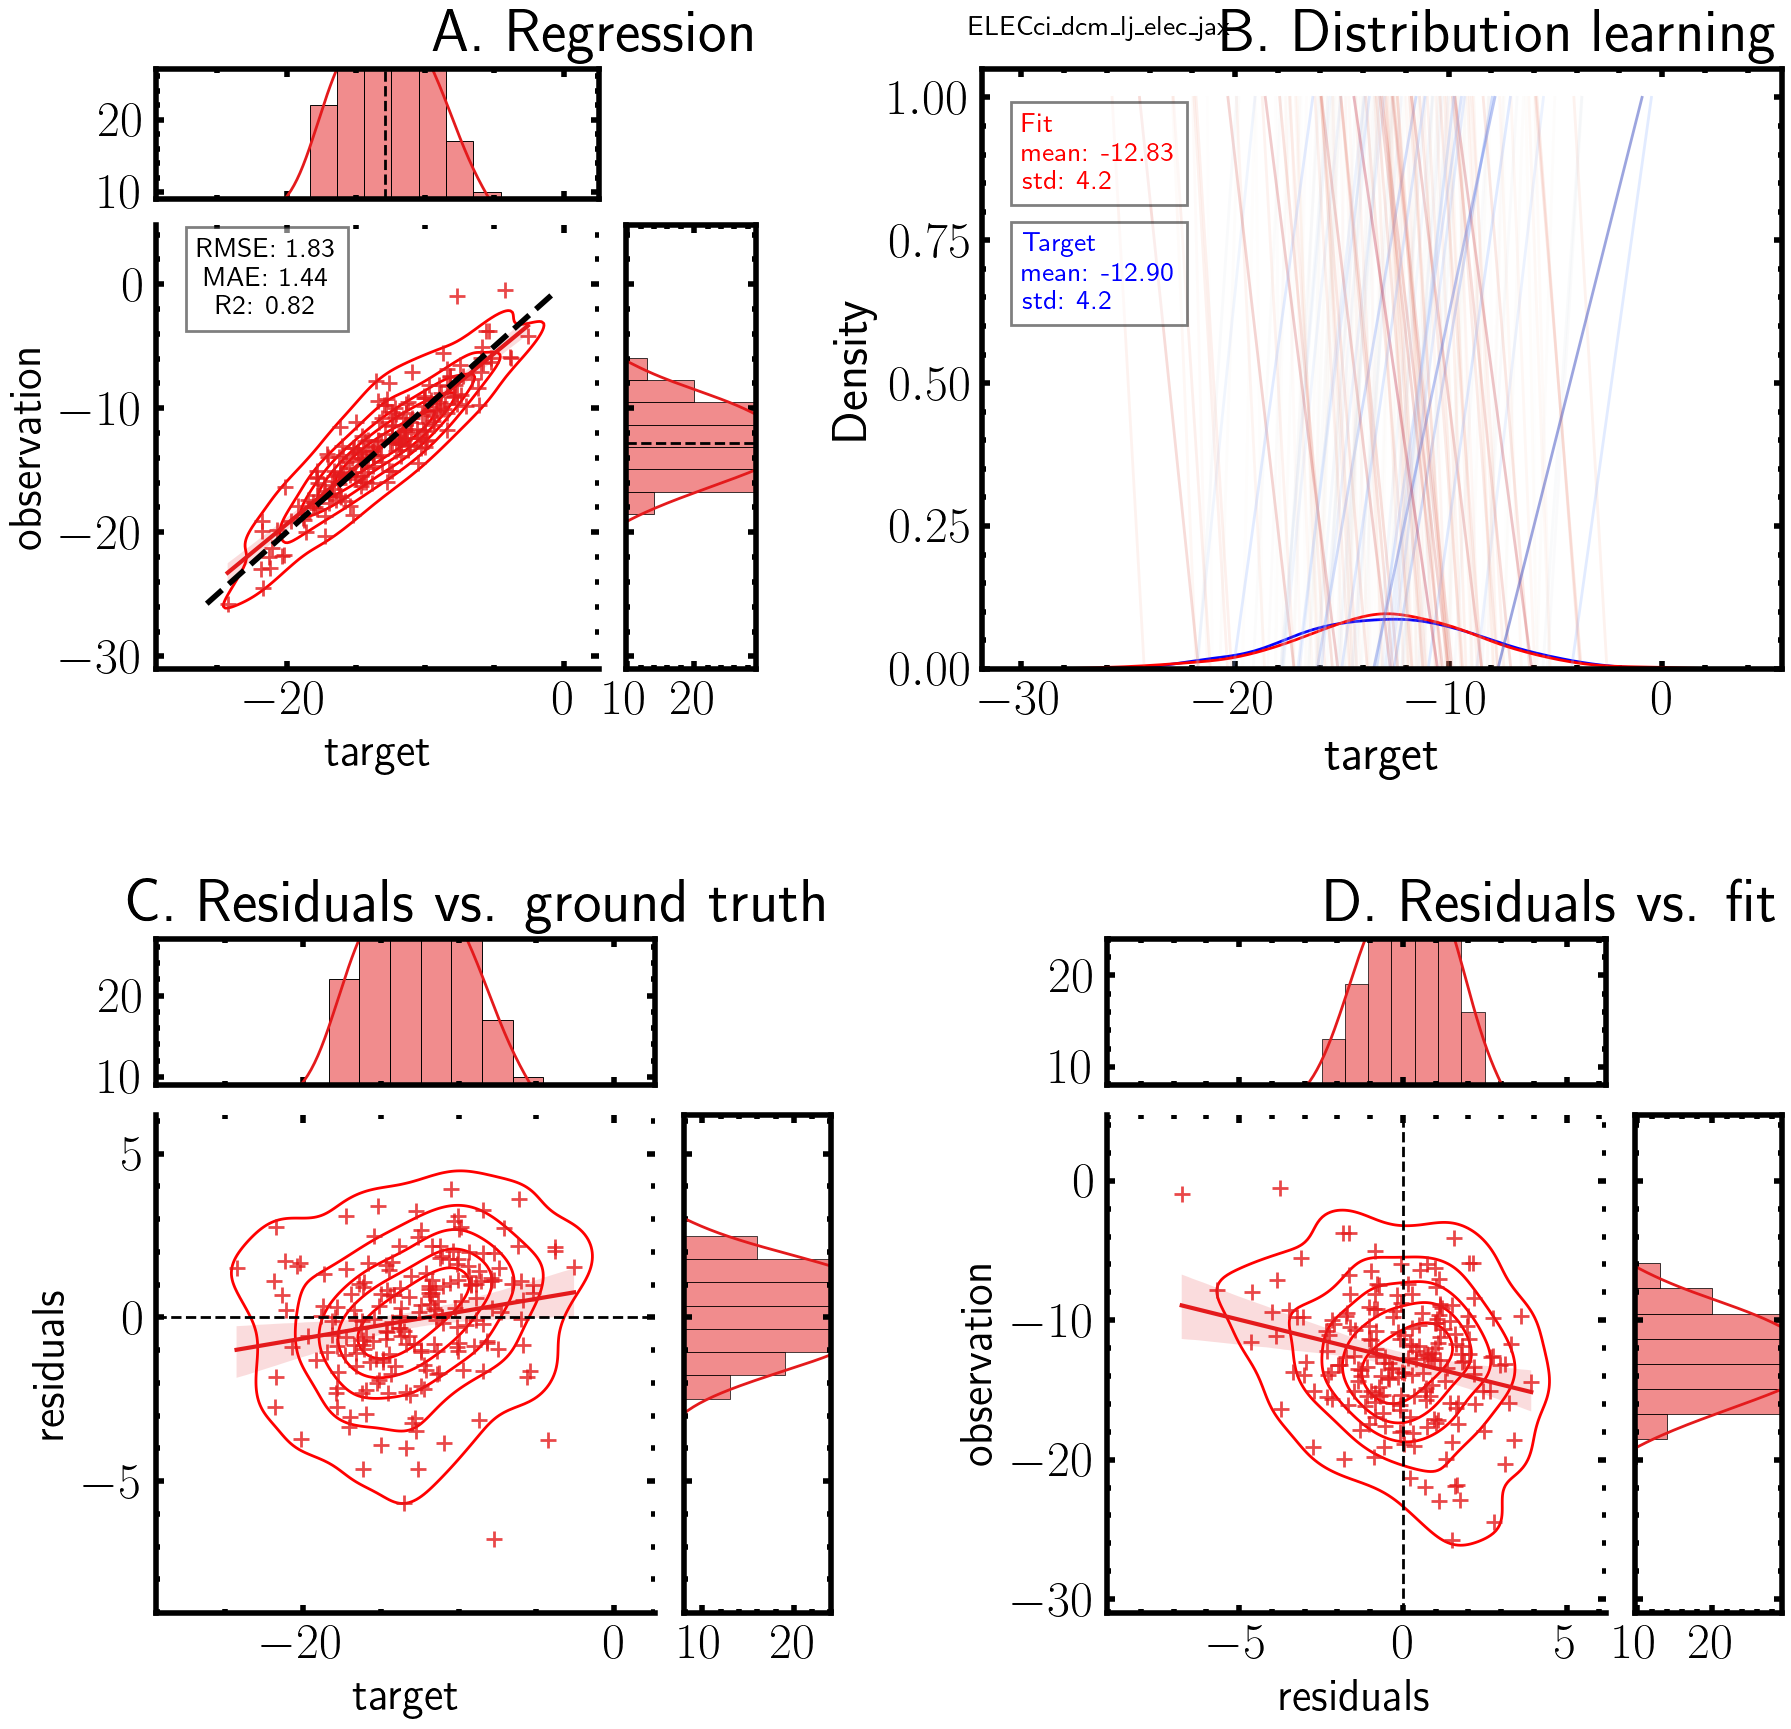 A. Regression
ELECci_dcm_lj_elec_jax
B. Distribution learning
20
10
RMSE: 1.83
MAE: 1.44
R2: 0.82
0
−10
−20
−30
observation
−20
0
10
20
target
Fit
mean: -12.83
std: 4.2
Target
mean: -12.90
std: 4.2
1.00
0.75
0.50
0.25
0.00
Density
−30
−20
−10
0
target
C. Residuals vs. ground truth
20
10
5
0
−5
residuals
−20
0
10
20
target
D. Residuals vs. fit
20
10
0
−10
−20
−30
observation
−5
0
5
10
20
residuals